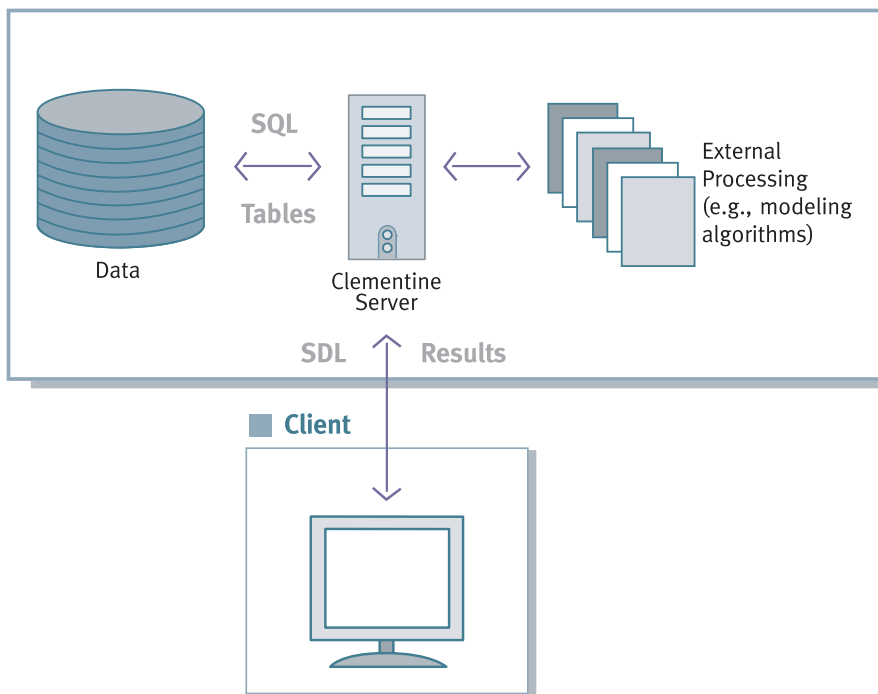 SQL
Tables
Data
Clementine
Server
External
Processing
(e.g., modeling
algorithms)
SDL
Results
Client